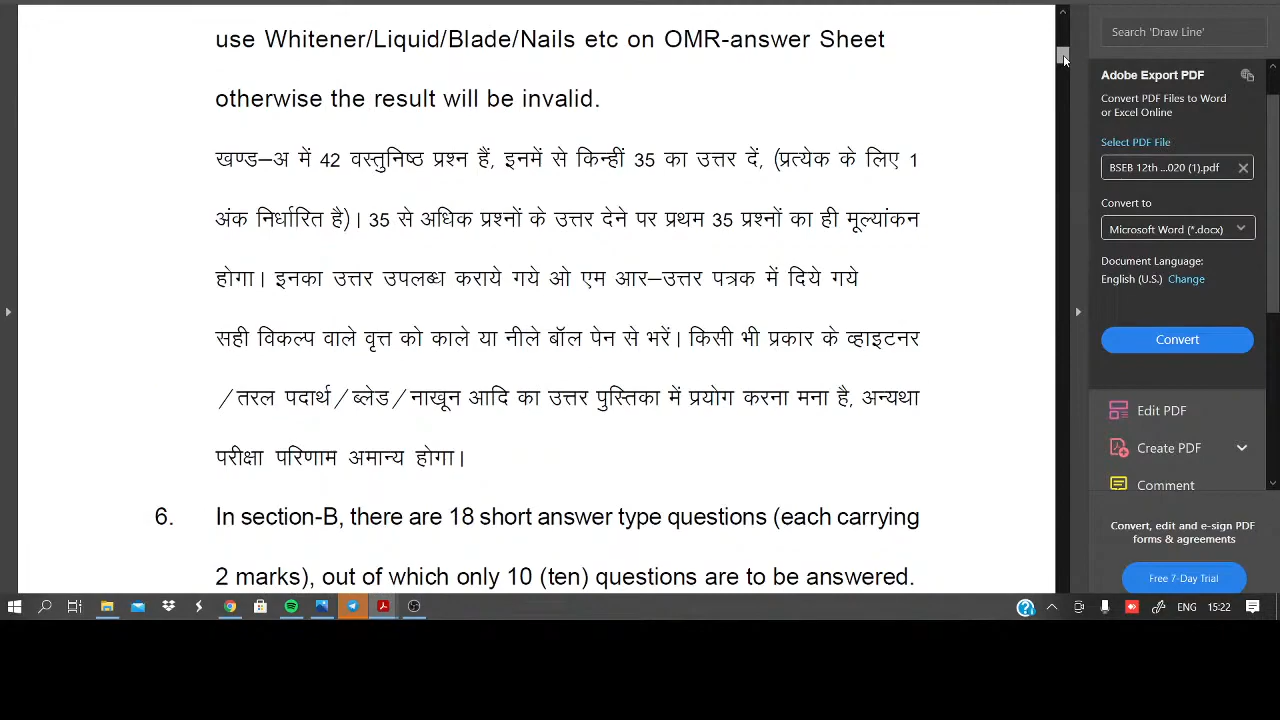 use Whitener/Liquid/Blade/Nails etc on OMR-answer Sheet
otherwise the result will be invalid.
खण्ड–अ में 42 वस्तुनिष्ठ प्रश्न हैं, इनमें से किन्हीं 35 का उत्तर दें, (प्रत्येक के लिए 1
अंक निर्धारित है)। 35 से अधिक प्रश्नों के उत्तर देने पर प्रथम 35 प्रश्नों का ही मूल्यांकन
होगा। इनका उत्तर उपलब्ध कराये गये ओ एम आर–उत्तर पत्रक में दिये गये
सही विकल्प वाले वृत्त को काले या नीले बॉल पेन से भरें। किसी भी प्रकार के व्हाइटनर
/तरल पदार्थ/ब्लेड/नाखून आदि का उत्तर पुस्तिका में प्रयोग करना मना है, अन्यथा
परीक्षा परिणाम अमान्य होगा।
6. In section-B, there are 18 short answer type questions (each carrying
2 marks), out of which only 10 (ten) questions are to be answered.
Search 'Draw Line'
Adobe Export PDF
Convert PDF Files to Word
or Excel Online
Select PDF File
BSEB 12th ...020 (1).pdf
Convert to
Microsoft Word (*.docx)
Document Language:
English (U.S.) Change
Convert
Edit PDF
Create PDF
Comment
Convert, edit and e-sign PDF
forms & agreements
Free 7-Day Trial
ENG 15:22